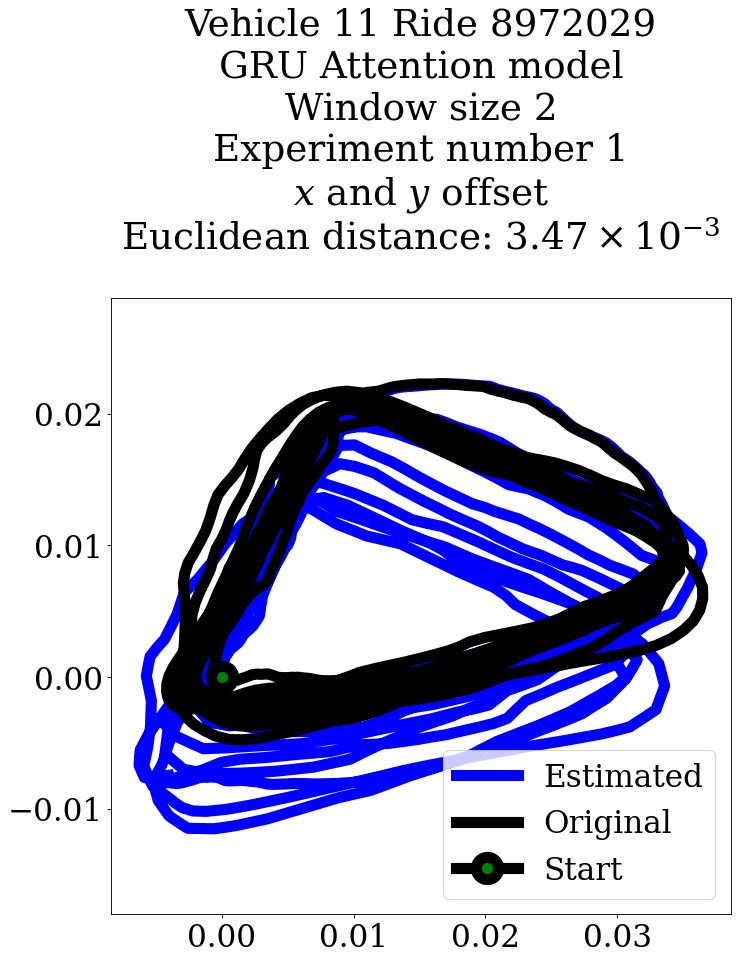 Vehicle 11 Ride 8972029
GRU Attention model
Window size 2
Experiment number 1
x and y offset
Euclidean distance: 3.47 × 10⁻³
0.02
0.01
0.00
−0.01
Estimated
Original
Start
0.00 0.01 0.02 0.03